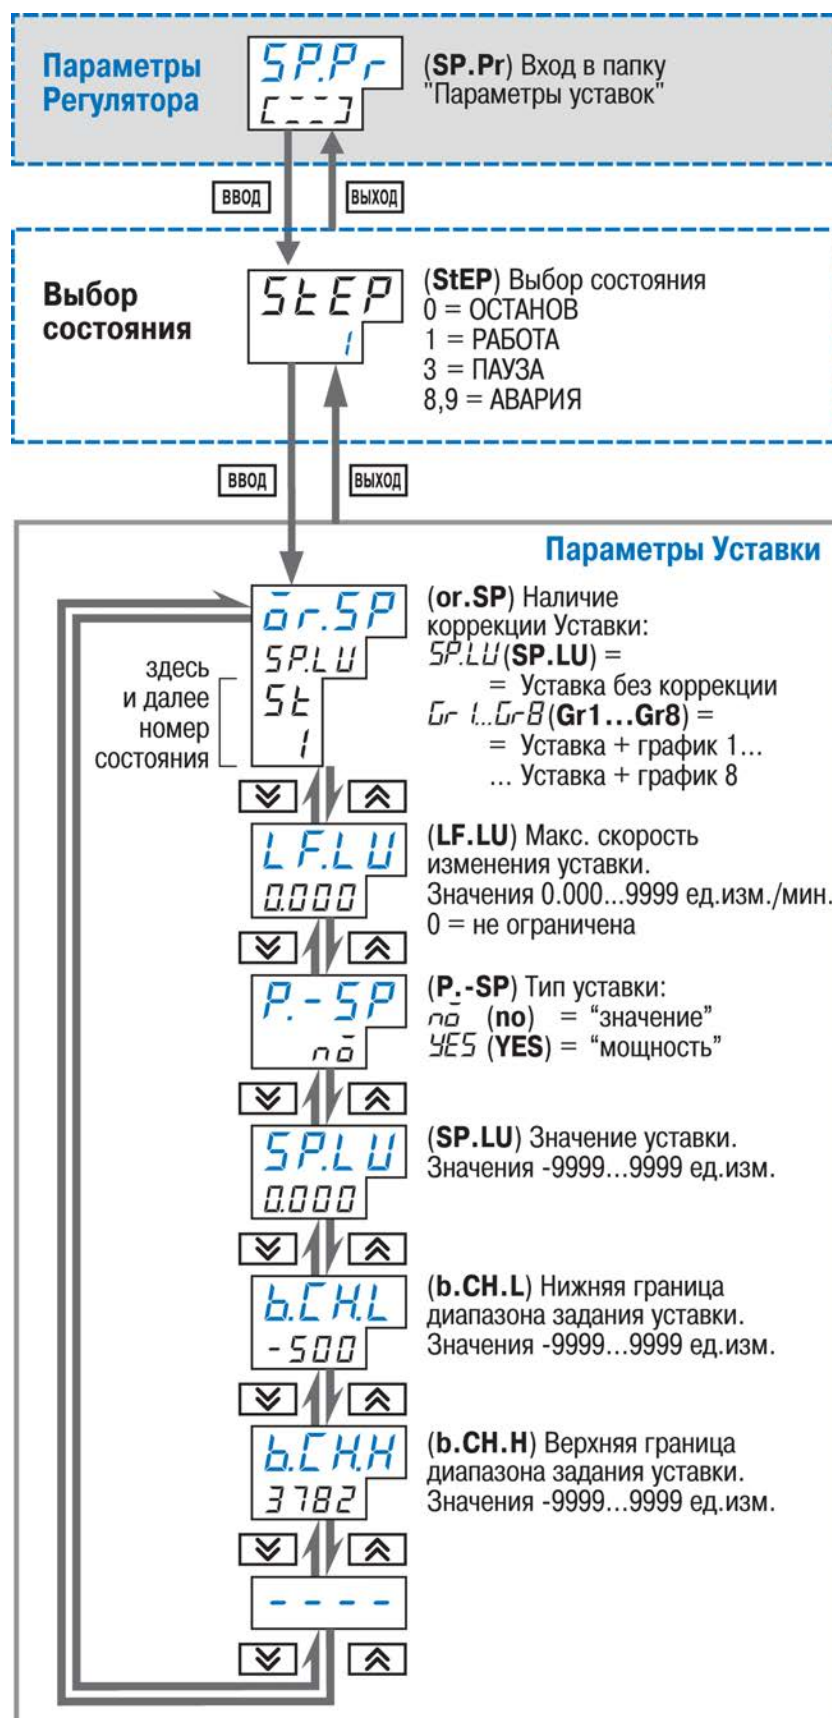 Параметры
Регулятора
SP.Pr
[---]
(SP.Pr) Вход в папку
"Параметры уставок"
ВВОД
ВЫХОД
Выбор
состояния
StEP
1
(StEP) Выбор состояния
0 = ОСТАНОВ
1 = РАБОТА
3 = ПАУЗА
8,9 = АВАРИЯ
ВВОД
ВЫХОД
Параметры Уставки
or.SP
SP.LU
St
1
здесь
и далее
номер
состояния
(or.SP) Наличие
коррекции Уставки:
SP.LU (SP.LU) =
= Уставка без коррекции
Gr 1...Gr8 (Gr1...Gr8) =
= Уставка + график 1...
... Уставка + график 8
LF.LU
0.000
(LF.LU) Макс. скорость
изменения уставки.
Значения 0.000...9999 ед.изм./мин.
0 = не ограничена
P.-SP
no
(P.-SP) Тип уставки:
no (no) = “значение”
YES (YES) = “мощность”
SP.LU
0.000
(SP.LU) Значение уставки.
Значения -9999...9999 ед.изм.
b.CH.L
-500
(b.CH.L) Нижняя граница
диапазона задания уставки.
Значения -9999...9999 ед.изм.
b.CH.H
3782
(b.CH.H) Верхняя граница
диапазона задания уставки.
Значения -9999...9999 ед.изм.
- - - -